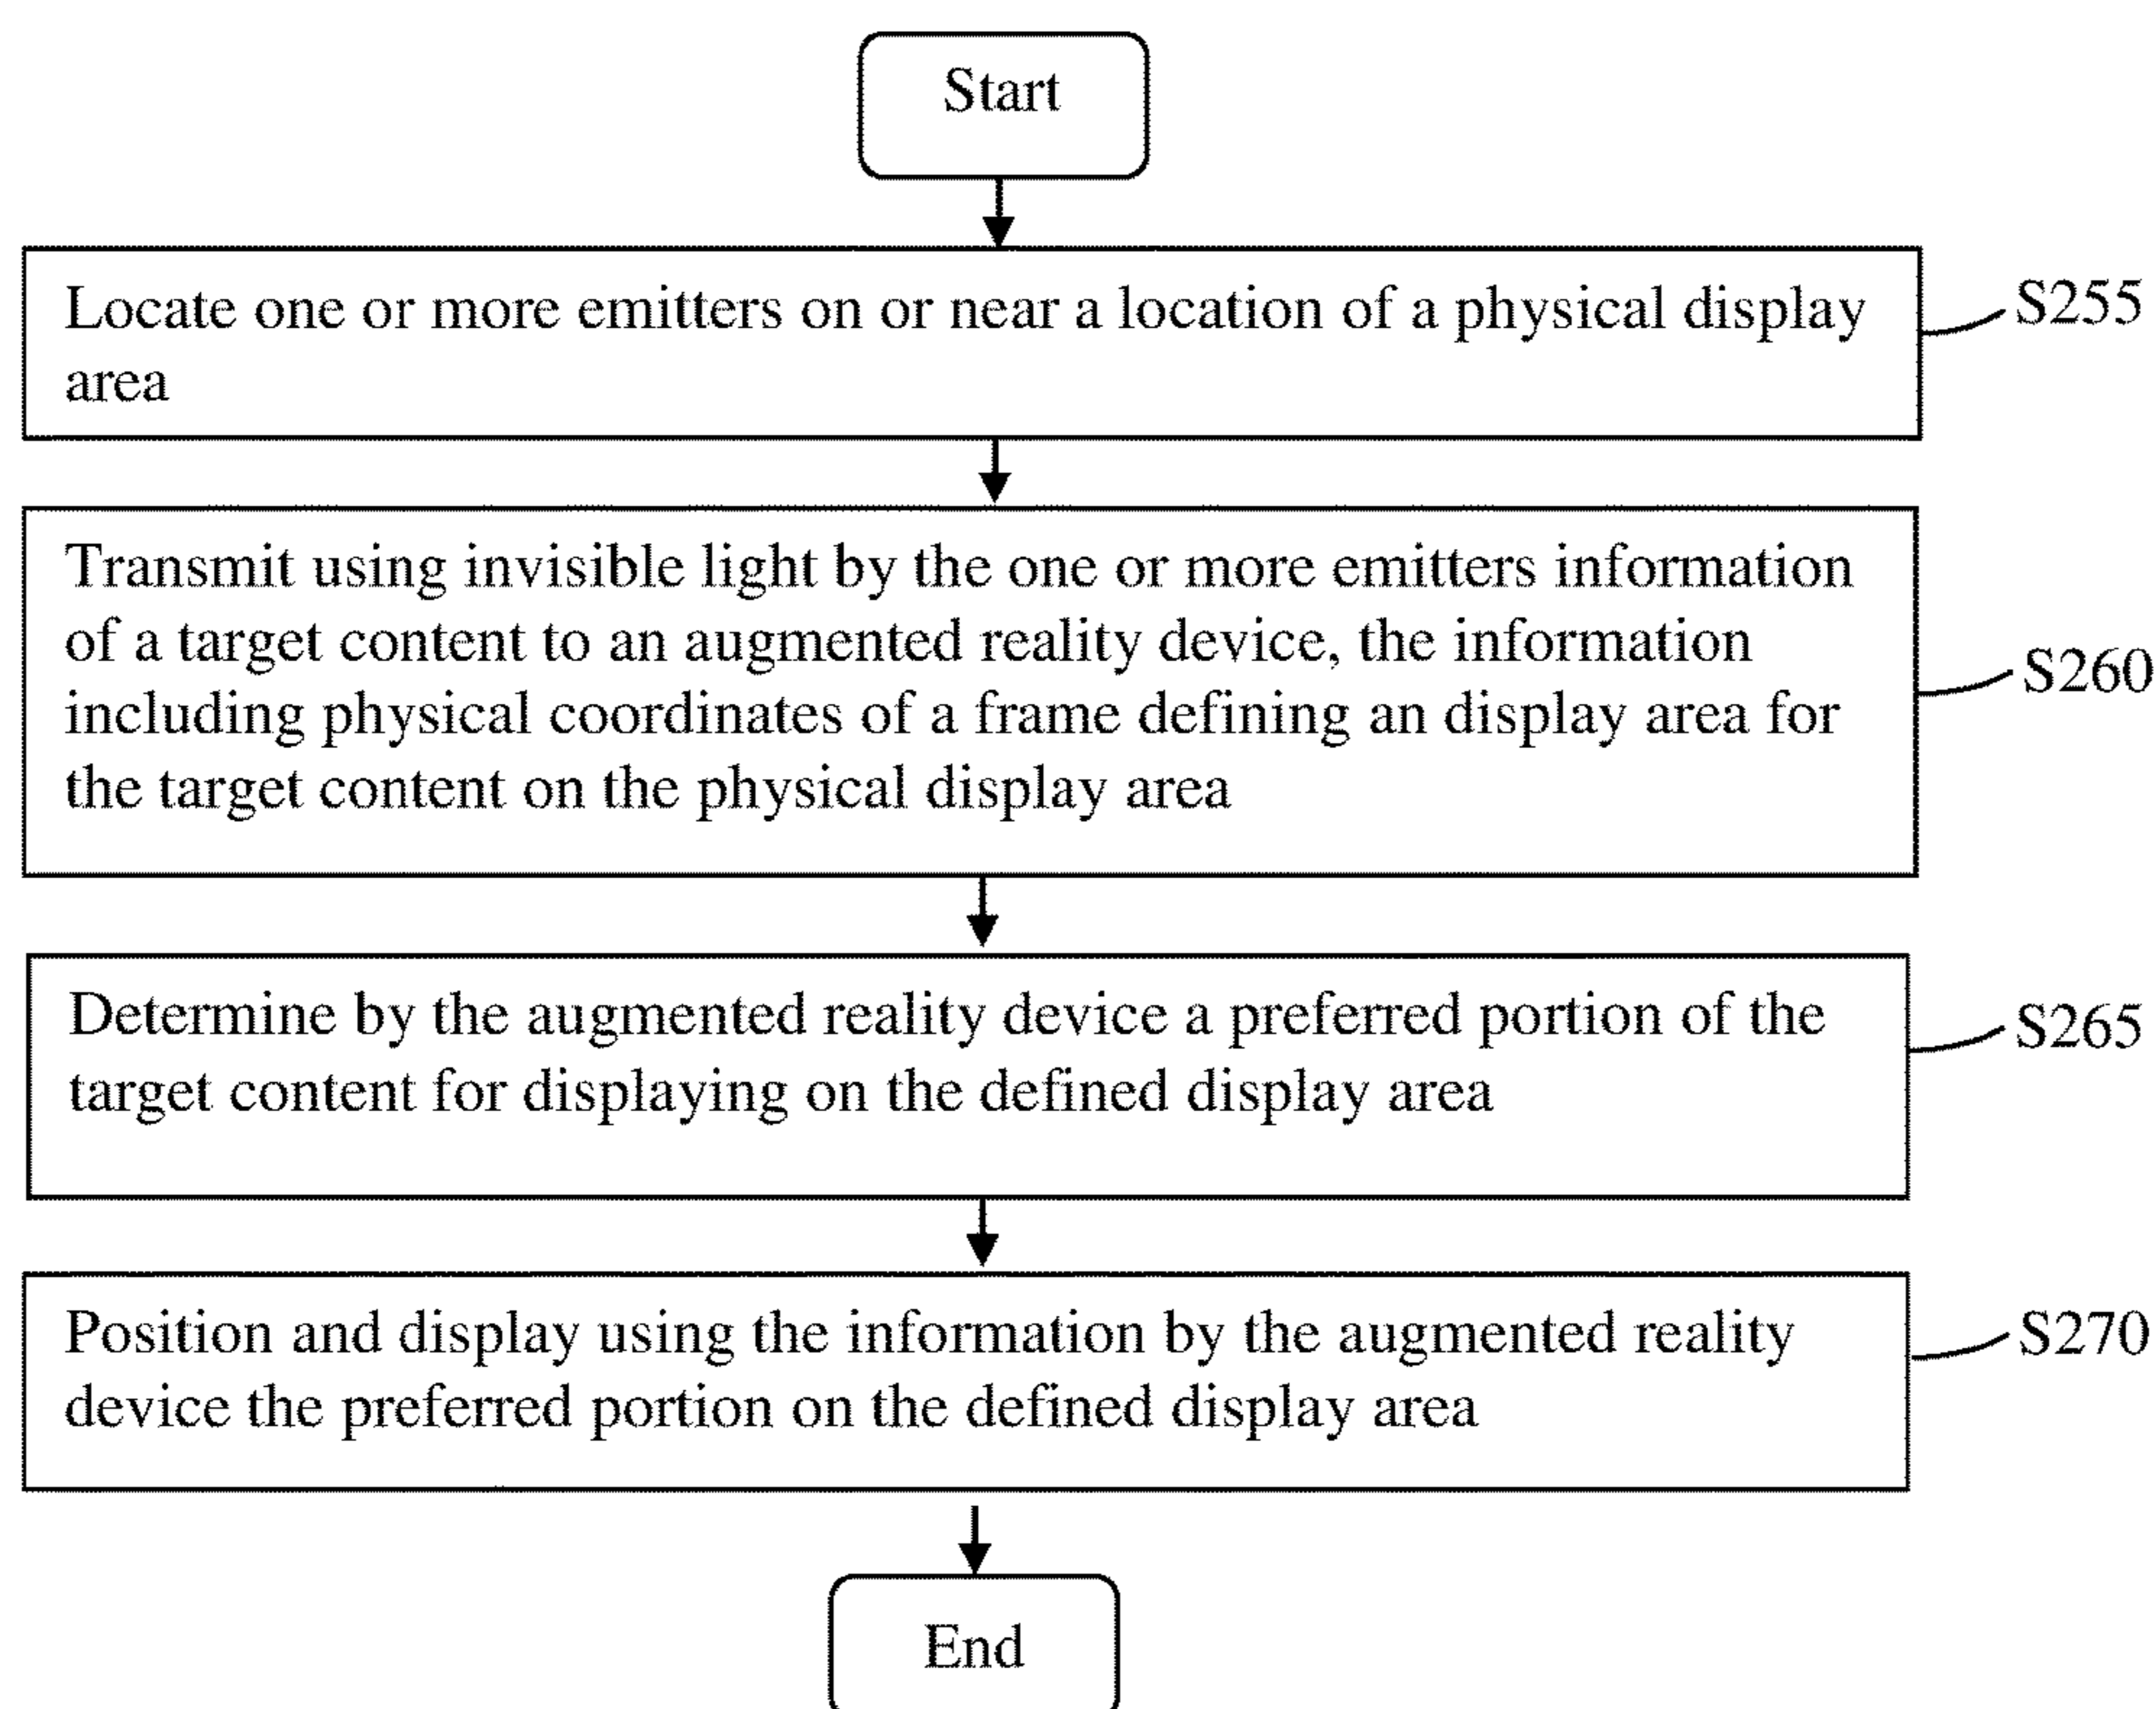 Start
Locate one or more emitters on or near a location of a physical display
area
S255
Transmit using invisible light by the one or more emitters information
of a target content to an augmented reality device, the information
including physical coordinates of a frame defining an display area for
the target content on the physical display area
S260
Determine by the augmented reality device a preferred portion of the
target content for displaying on the defined display area
S265
Position and display using the information by the augmented reality
device the preferred portion on the defined display area
S270
End